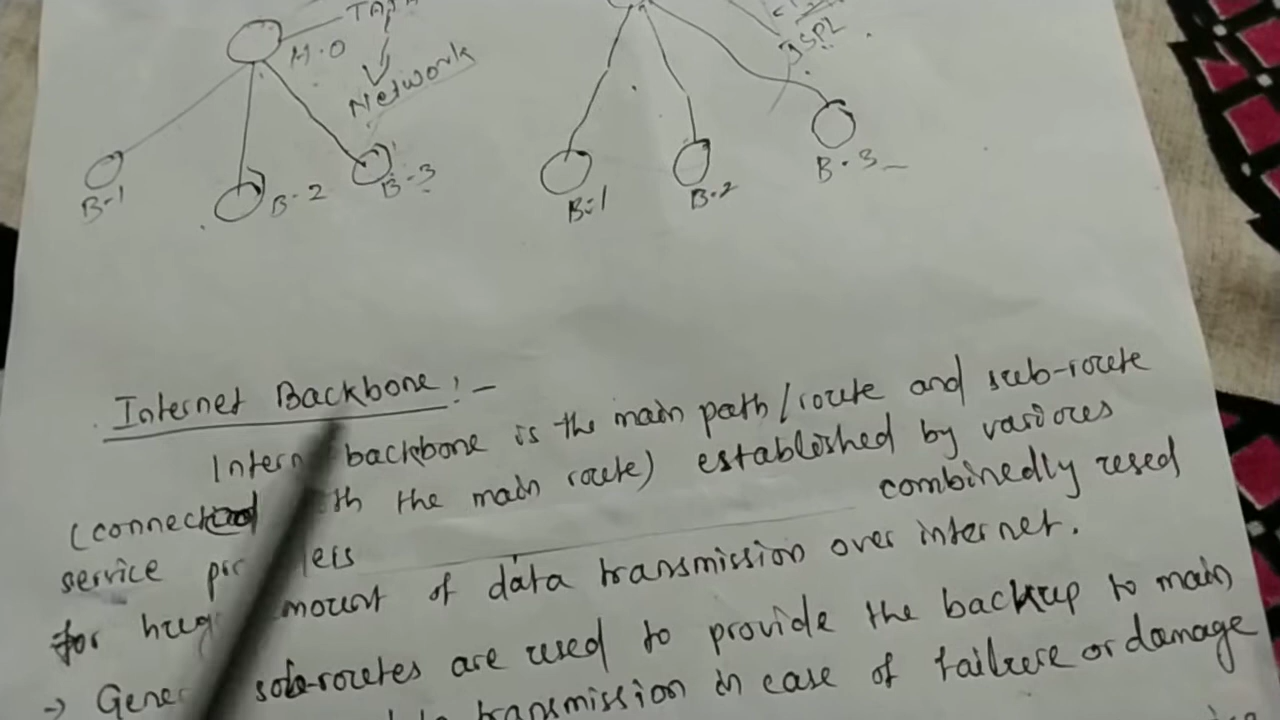 H.O
Network
JSPL
B-1
B-2
B-3
B-1
B-2
B-3
Internet Backbone :-
backbone is the main path/route and sub-route
(connected the main route) established by various
service combinedly used
for amount of data transmission over internet.
→ sub-routes are used to provide the backup to main
transmission in case of failure or damage